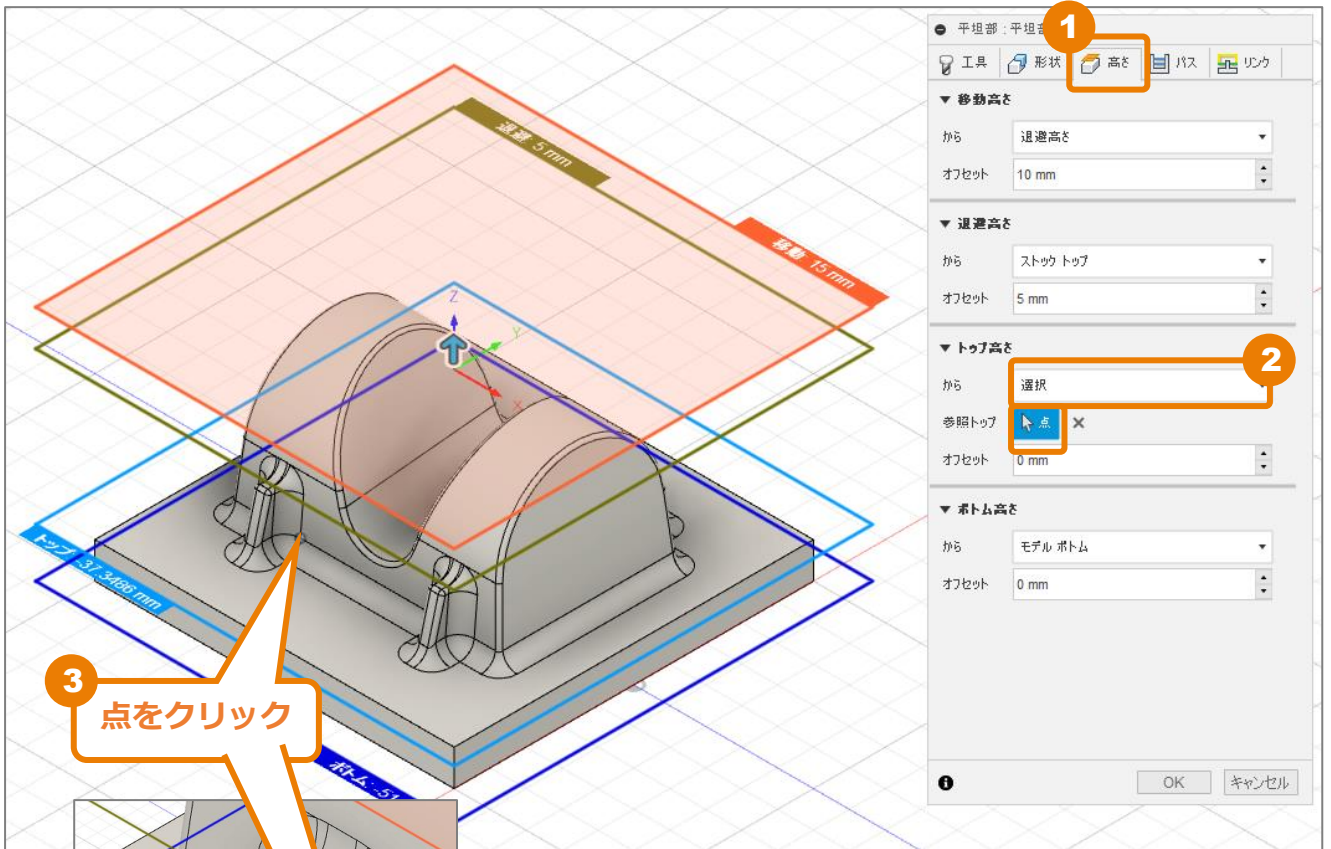 平坦部 : 平坦
1
工具 形状 高さ パス リンク
▼ 移動高さ
から 退避高さ
オフセット 10 mm
▼ 退避高さ
から ストック トップ
オフセット 5 mm
▼ トップ高さ
2
から 選択
参照トップ 点 ×
オフセット 0 mm
▼ ボトム高さ
から モデル ボトム
オフセット 0 mm
OK キャンセル
退避: 5 mm
移動: 15 mm
Z
Y
X
トップ: -37.3486 mm
3
点をクリック
ボトム: -51